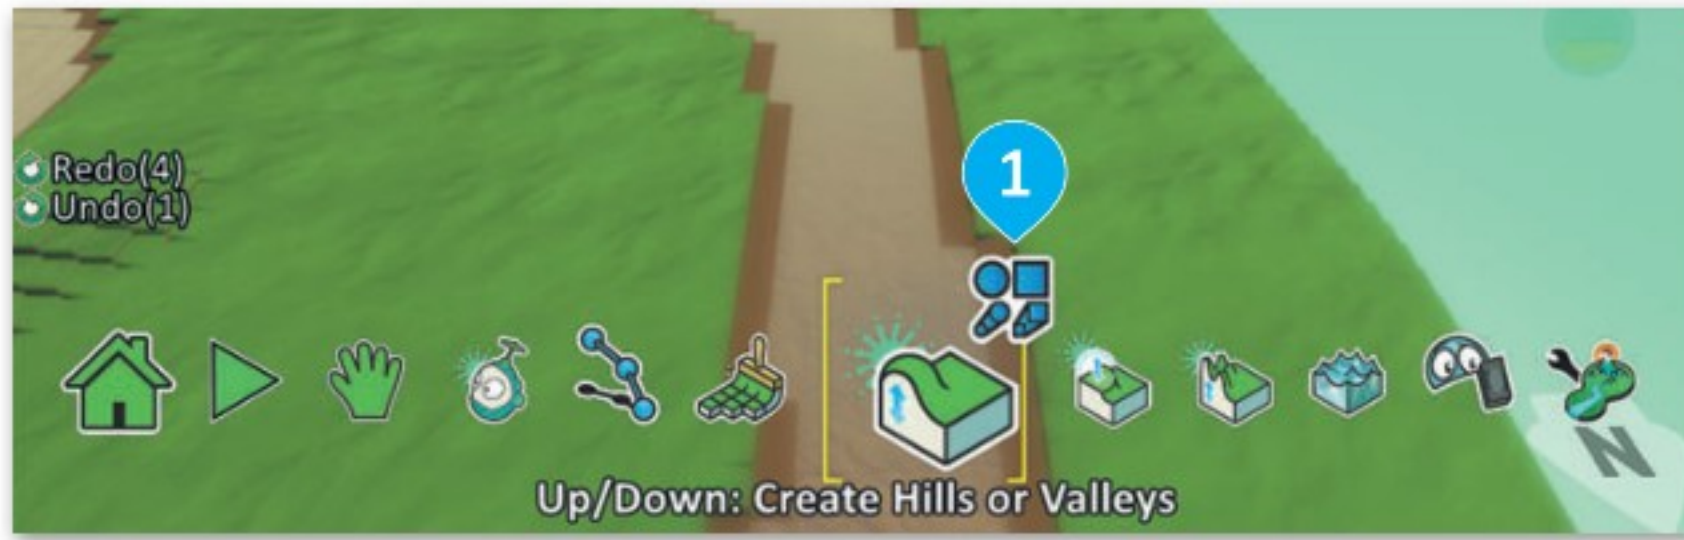 1
Redo(4)
Undo(1)
N
Up/Down: Create Hills or Valleys